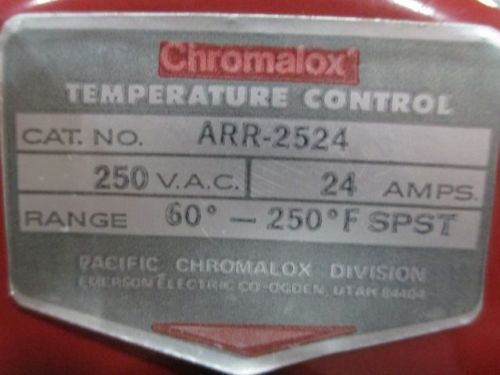 Chromalox®
TEMPERATURE CONTROL
CAT. NO. ARR-2524
250 V.A.C. 24 AMPS.
RANGE 60° — 250°F SPST
PACIFIC CHROMALOX DIVISION
EMERSON ELECTRIC CO·OGDEN, UTAH 84404